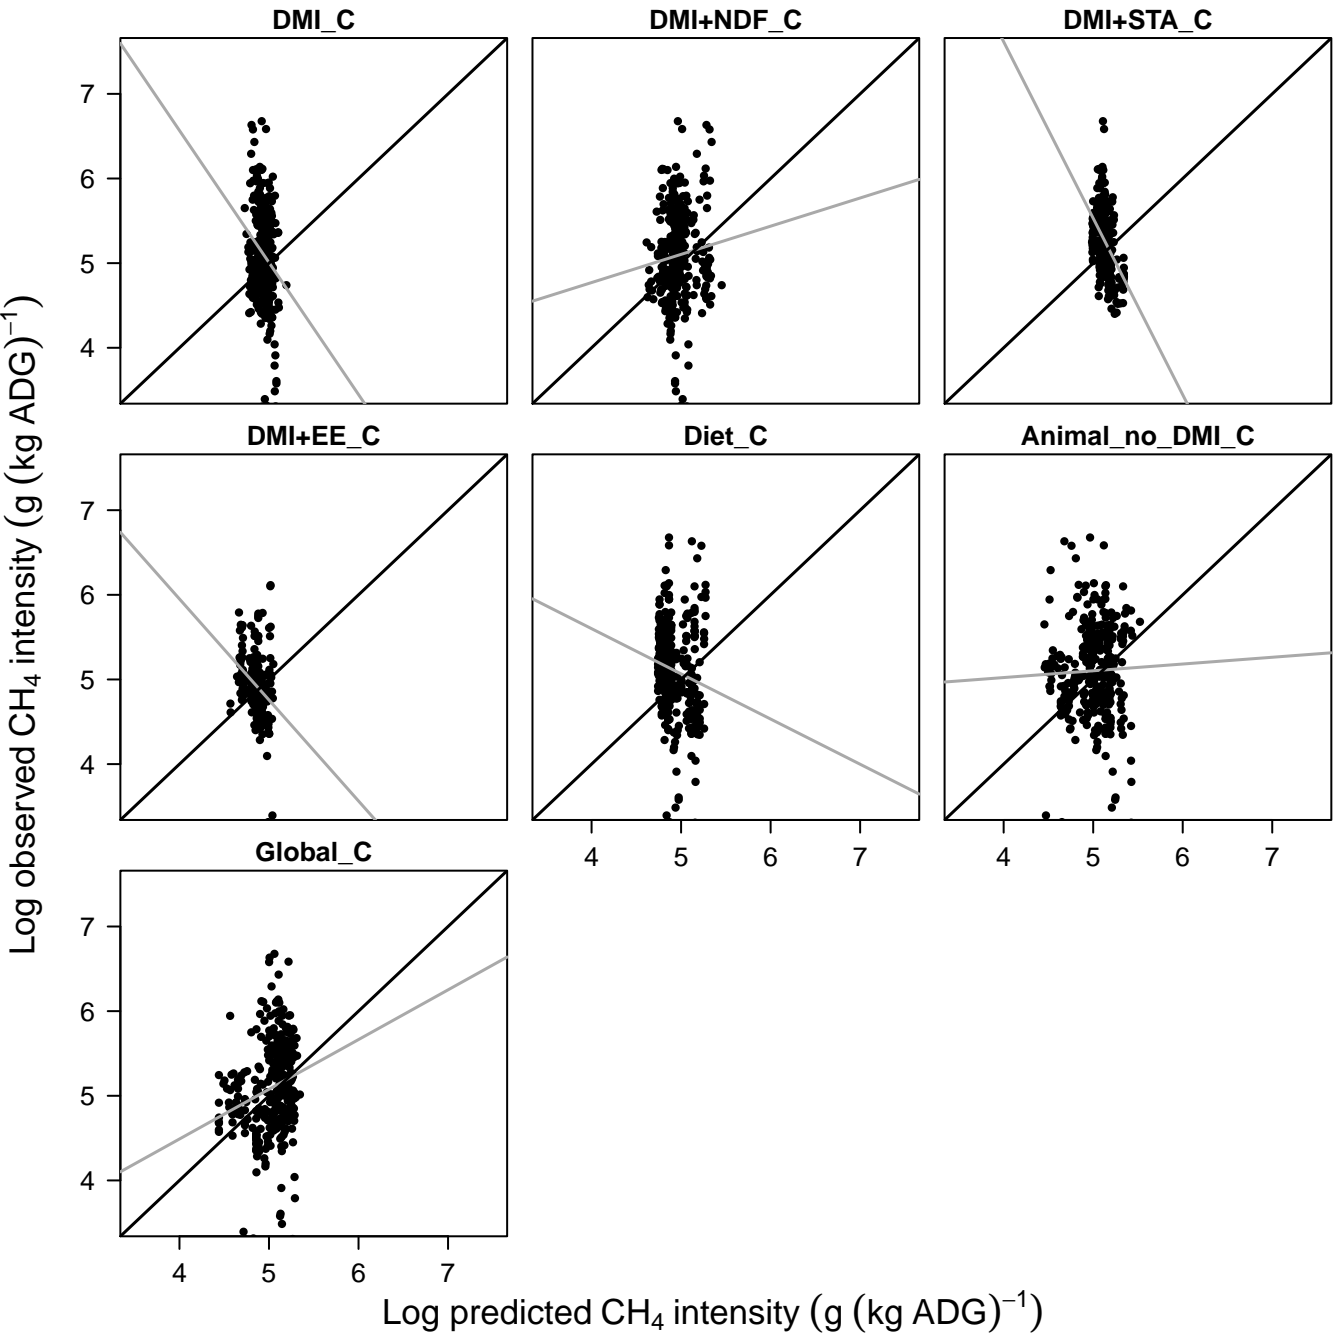 DMI_C DMI+NDF_C DMI+STA_C
7
6
5
4
DMI+EE_C Diet_C Animal_no_DMI_C
7
6
5
4
4 5 6 7 4 5 6 7
Global_C
7
6
5
4
4 5 6 7
Log observed CH₄ intensity (g (kg ADG)⁻¹)
Log predicted CH₄ intensity (g (kg ADG)⁻¹)